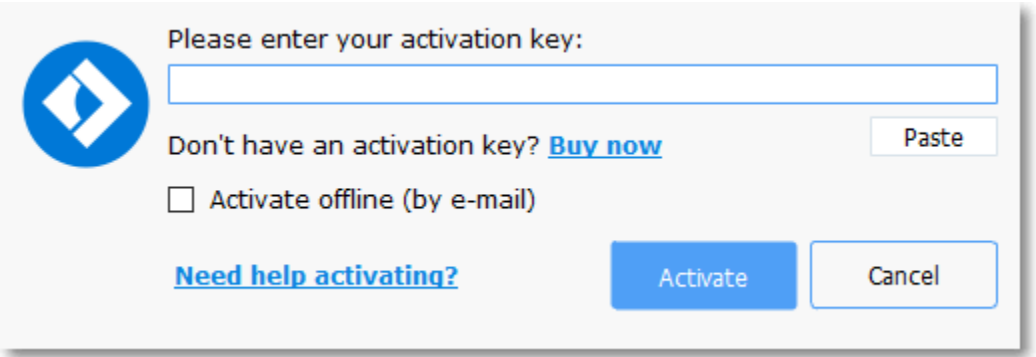 Please enter your activation key:
Don't have an activation key? Buy now
Paste
Activate offline (by e-mail)
Need help activating?
Activate
Cancel